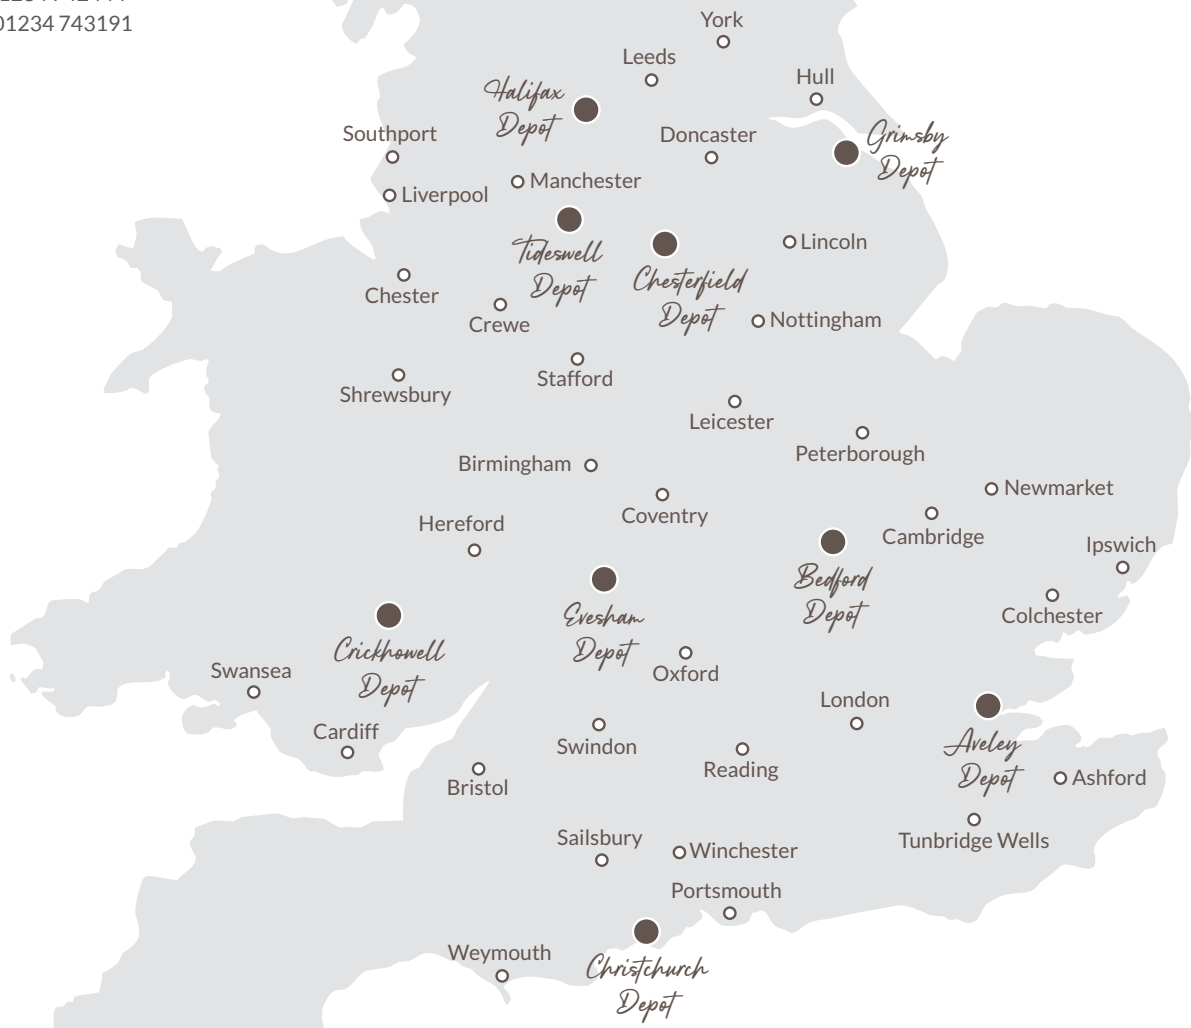 01234 743191
York
Leeds
Hull
Halifax
Depot
Southport
Doncaster
Grimsby
Depot
Manchester
Liverpool
Tideswell
Depot
Chesterfield
Depot
Lincoln
Chester
Crewe
Nottingham
Stafford
Shrewsbury
Leicester
Peterborough
Birmingham
Newmarket
Coventry
Hereford
Cambridge
Ipswich
Bedford
Depot
Colchester
Evesham
Depot
Crickhowell
Depot
Swansea
Oxford
London
Cardiff
Swindon
Aveley
Depot
Reading
Ashford
Bristol
Sailsbury
Winchester
Tunbridge Wells
Portsmouth
Weymouth
Christchurch
Depot